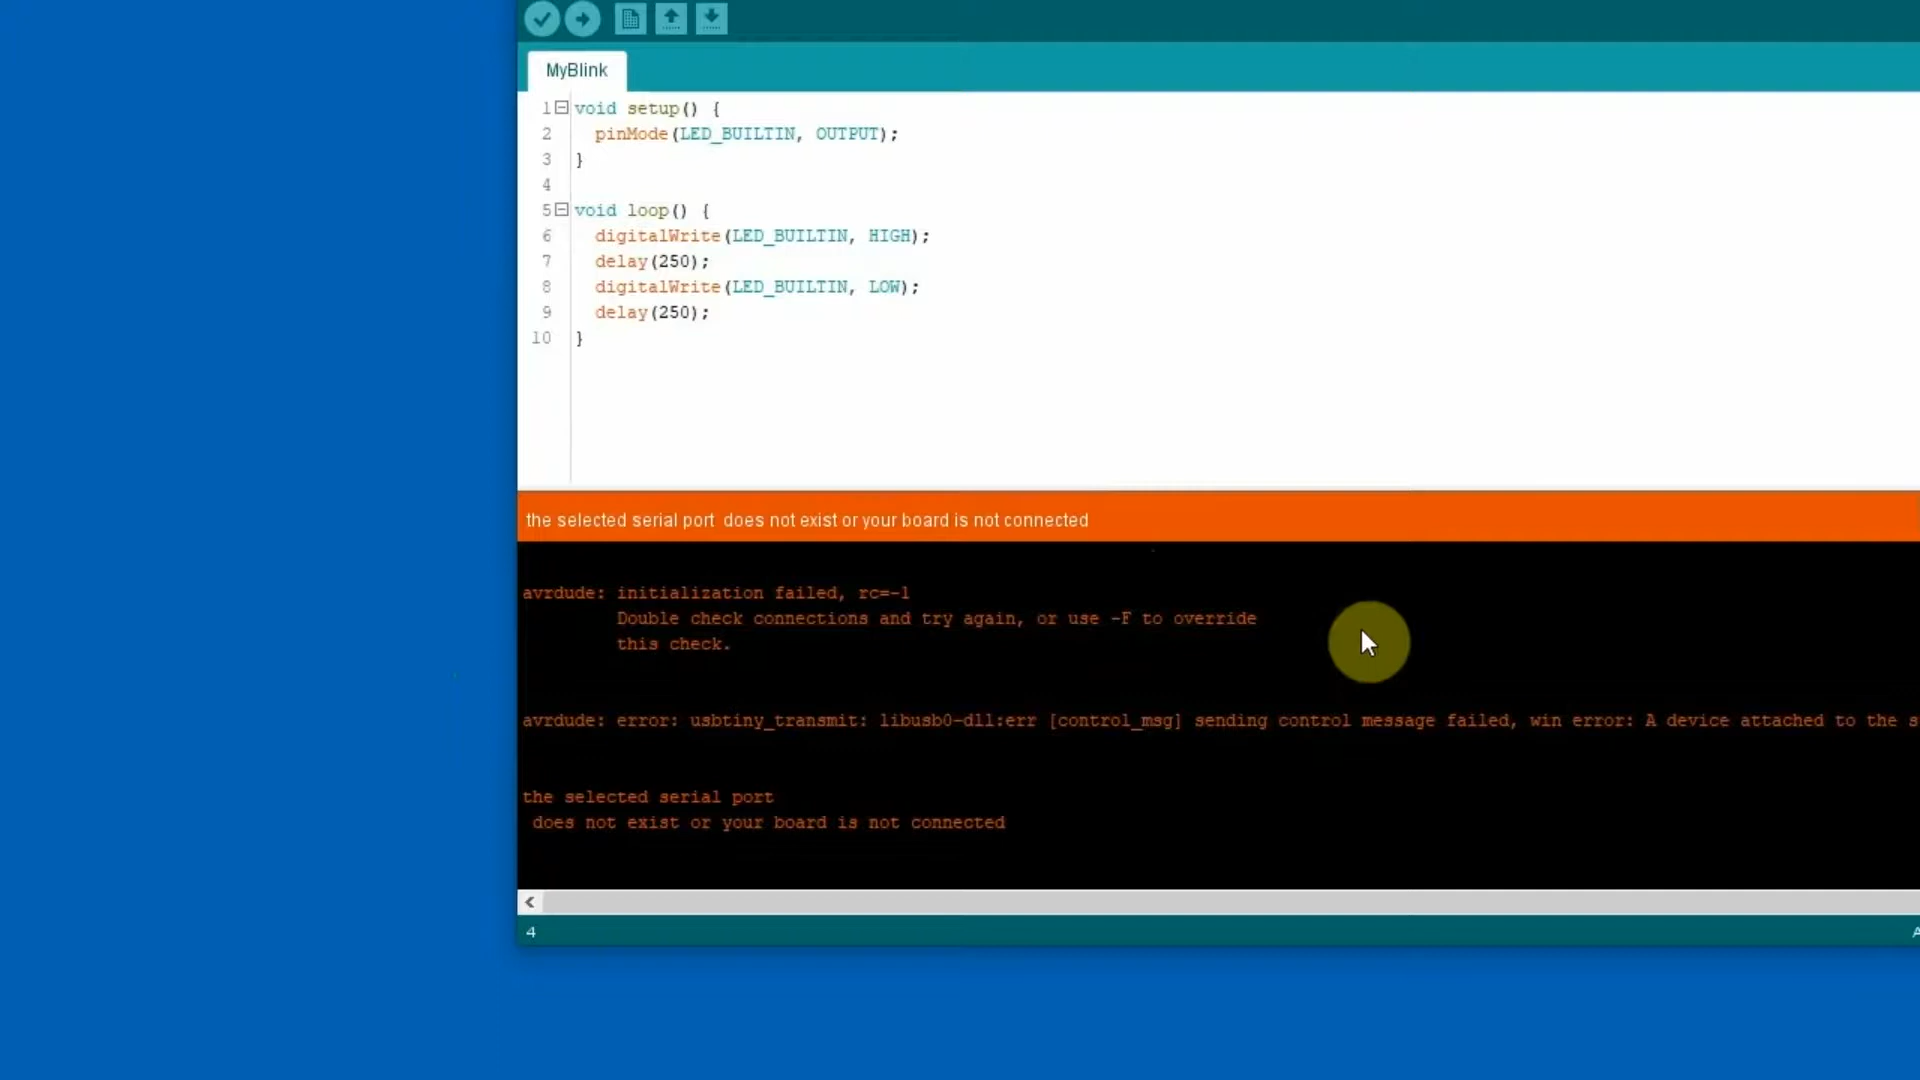 MyBlink
1 void setup() {
2 pinMode(LED_BUILTIN, OUTPUT);
3 }
4
5 void loop() {
6 digitalWrite(LED_BUILTIN, HIGH);
7 delay(250);
8 digitalWrite(LED_BUILTIN, LOW);
9 delay(250);
10 }
the selected serial port does not exist or your board is not connected
avrdude: initialization failed, rc=-1
Double check connections and try again, or use -F to override
this check.
avrdude: error: usbtiny_transmit: libusb0-dll:err [control_msg] sending control message failed, win error: A device attached to the s
the selected serial port
does not exist or your board is not connected
4 A